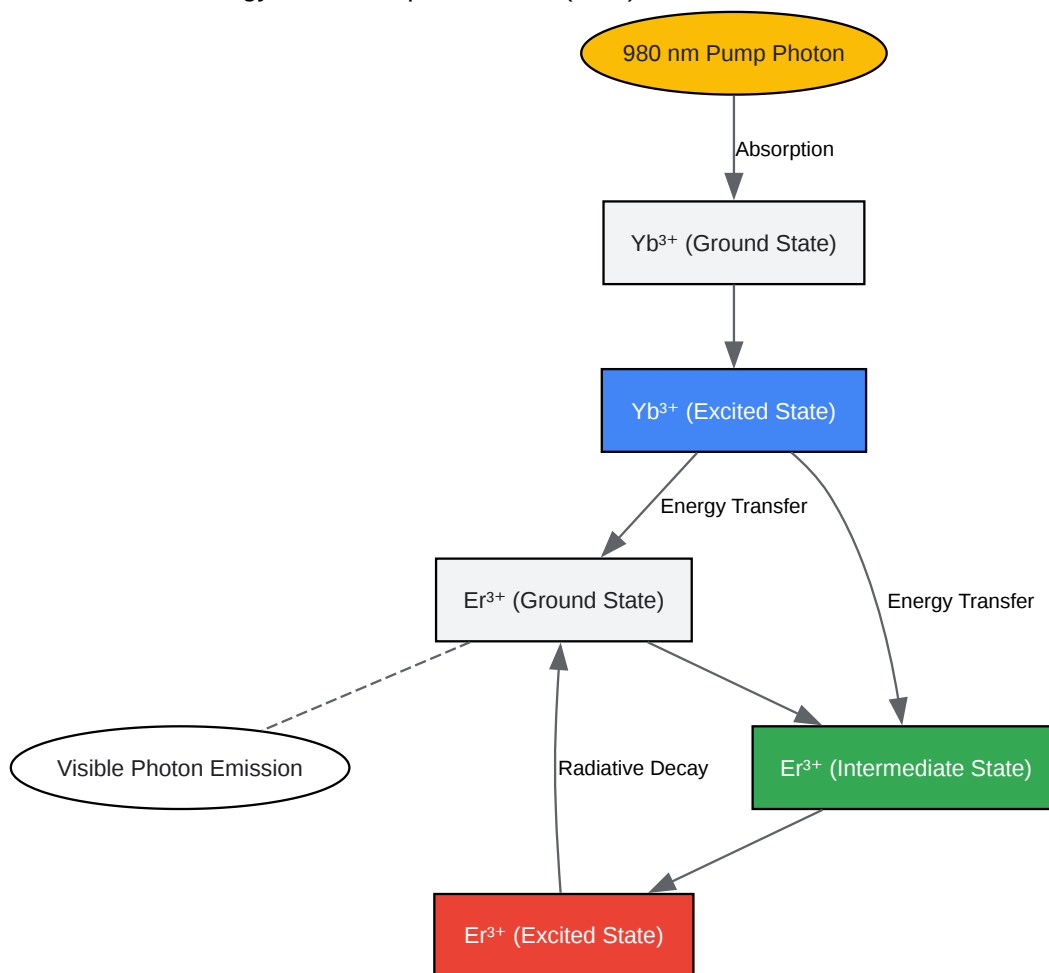 980 nm Pump Photon
Absorption
Yb³⁺ (Ground State)
Yb³⁺ (Excited State)
Energy Transfer
Er³⁺ (Ground State)
Energy Transfer
Visible Photon Emission
Radiative Decay
Er³⁺ (Intermediate State)
Er³⁺ (Excited State)